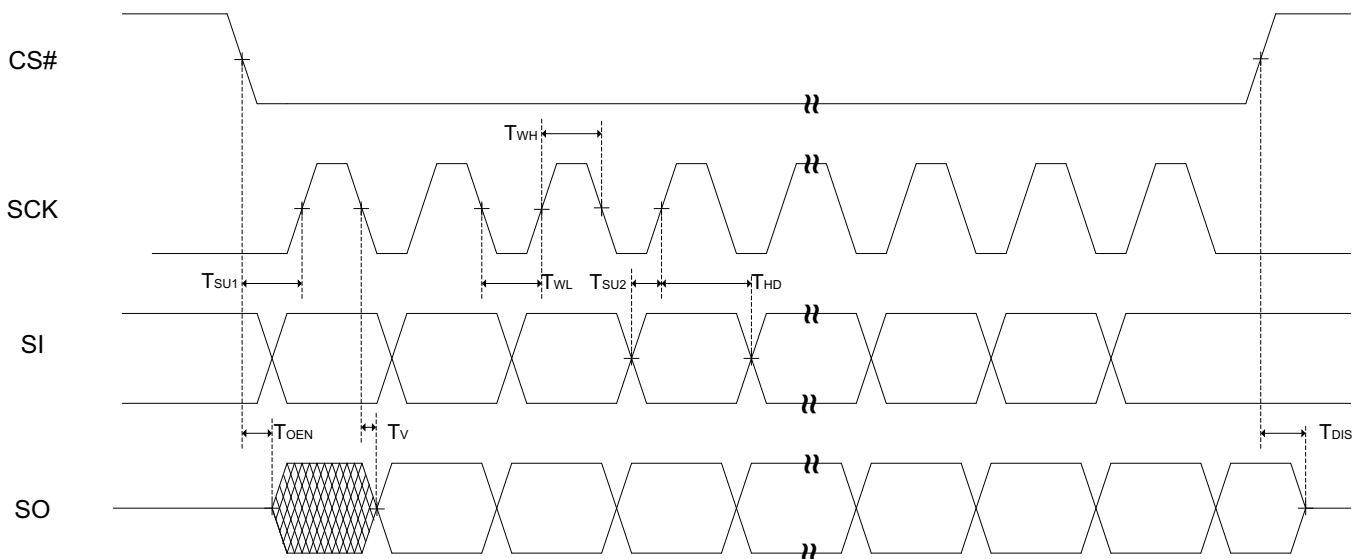 CS#
TWH
SCK
TSU1
TWL
TSU2
THD
SI
TOEN
TV
TDIS
SO